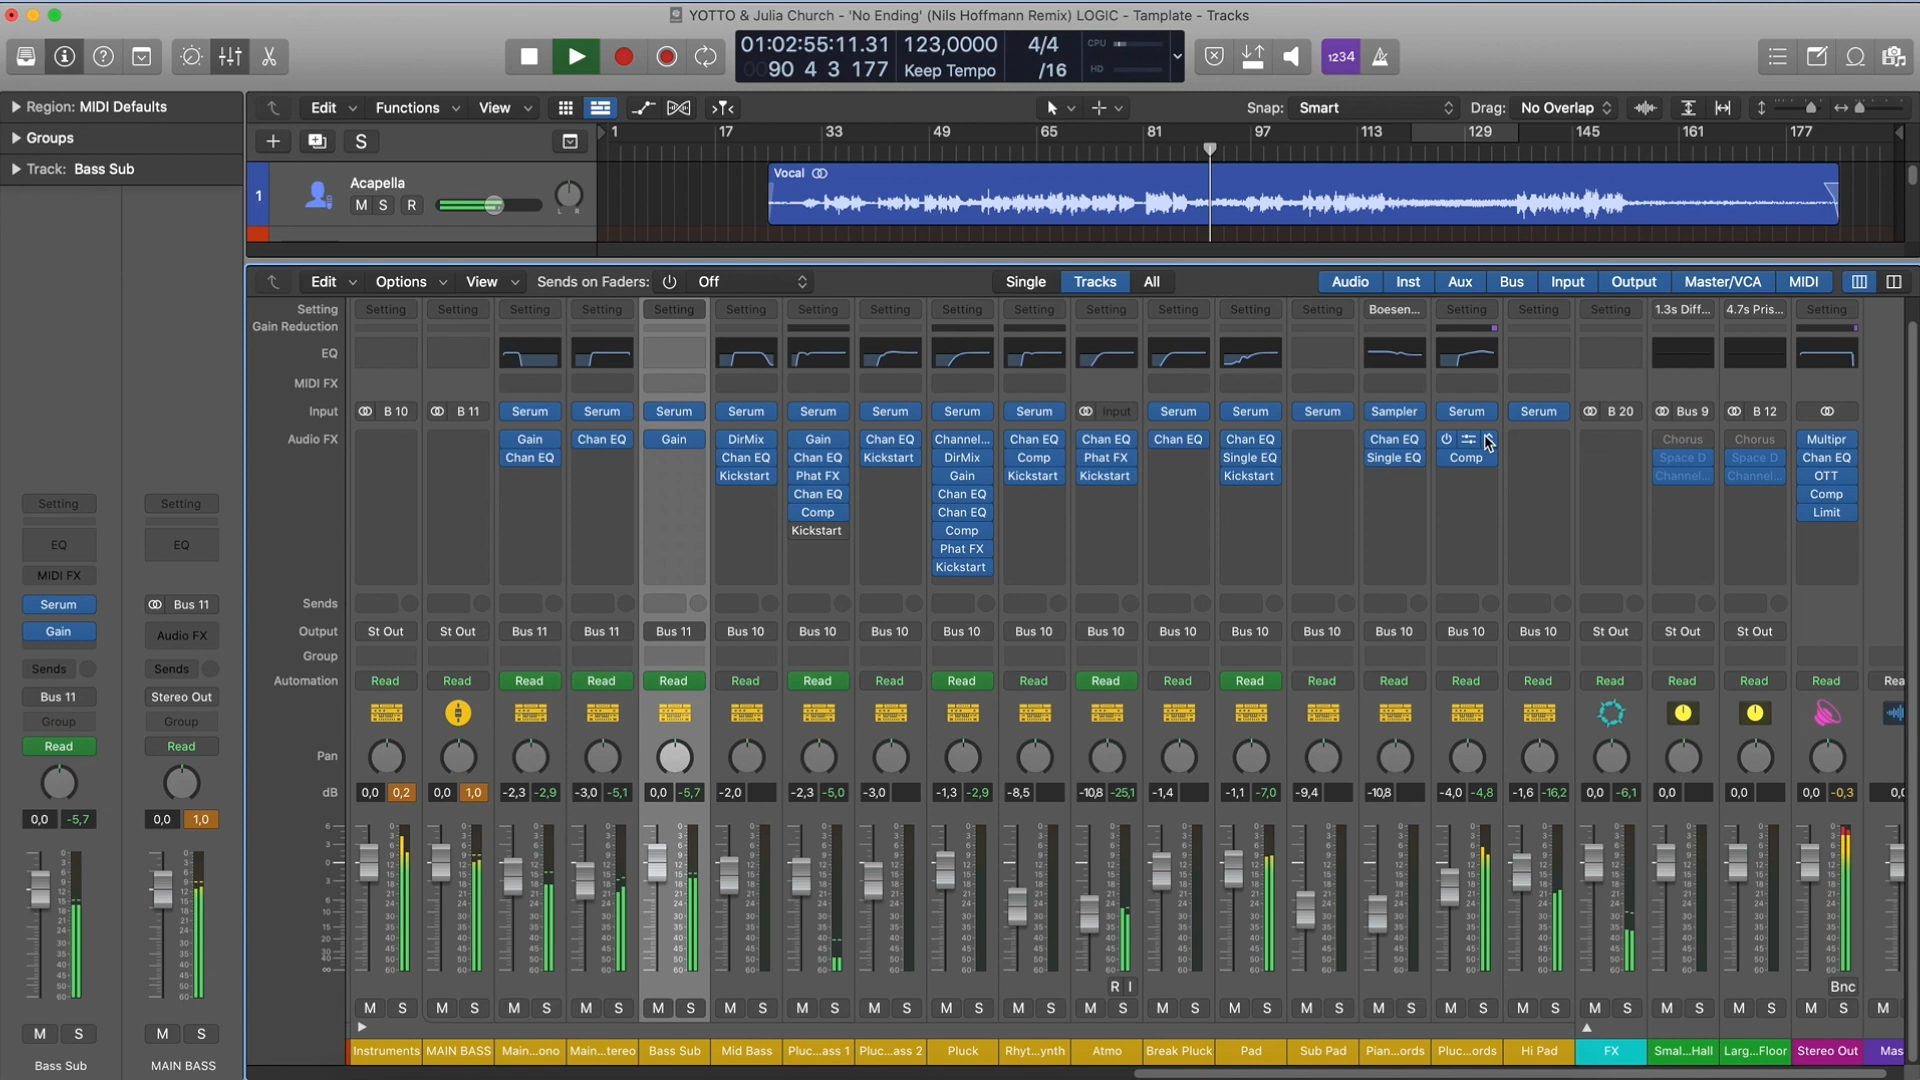 YOTTO & Julia Church - 'No Ending' (Nils Hoffmann Remix) LOGIC - Tamplate - Tracks
01:02:55:11.31 123,0000 4/4 CPU
0090 4 3 177 Keep Tempo /16 HD
1234
Region: MIDI Defaults
Groups
Track: Bass Sub
Edit Functions View Snap: Smart Drag: No Overlap
S 1 17 33 49 65 81 97 113 129 145 161 177
1 Acapella
M S R L R
Vocal
Edit Options View Sends on Faders: Off Single Tracks All Audio Inst Aux Bus Input Output Master/VCA MIDI
Setting Setting Setting Setting Setting Setting Setting Setting Setting Setting Setting Setting Setting Setting Setting Boesen... Setting Setting Setting 1.3s Diff... 4.7s Pris... Setting
Gain Reduction
EQ
MIDI FX
Input B 10 B 11 Serum Serum Serum Serum Serum Serum Serum Serum Input Serum Serum Serum Sampler Serum Serum B 20 Bus 9 B 12
Audio FX Gain Chan EQ Gain DirMix Gain Chan EQ Channel... Chan EQ Chan EQ Chan EQ Chan EQ Chan EQ Chorus Chorus Multipr
Chan EQ Chan EQ Chan EQ Kickstart DirMix Comp Phat FX Single EQ Single EQ Comp Space D Space D Chan EQ
Kickstart Phat FX Gain Kickstart Kickstart Kickstart Channel... Channel... OTT
Chan EQ Chan EQ Comp
Comp Chan EQ Limit
Kickstart Comp
Phat FX
Kickstart
Sends
Output St Out St Out Bus 11 Bus 11 Bus 11 Bus 10 Bus 10 Bus 10 Bus 10 Bus 10 Bus 10 Bus 10 Bus 10 Bus 10 Bus 10 Bus 10 Bus 10 St Out St Out St Out
Group
Automation Read Read Read Read Read Read Read Read Read Read Read Read Read Read Read Read Read Read Read Read Read Rea
Pan
dB 0,0 0,2 0,0 1,0 -2,3 -2,9 -3,0 -5,1 0,0 -5,7 -2,0 -2,3 -5,0 -3,0 -1,3 -2,9 -8,5 -10,8 -25,1 -1,4 -1,1 -7,0 -9,4 -10,8 -4,0 -4,8 -1,6 -16,2 0,0 -6,1 0,0 0,0 0,0 -0,3 0,0
R I Bnc
M S M S M S M S M S M S M S M S M S M S M S M S M S M S M S M S M S M S M S M S M S M
Instruments MAIN BASS Main...ono Main...tereo Bass Sub Mid Bass Pluc...ass 1 Pluc...ass 2 Pluck Rhyt...ynth Atmo Break Pluck Pad Sub Pad Pian...ords Pluc...ords Hi Pad FX Smal...Hall Larg...Floor Stereo Out Mas
Setting Setting
EQ EQ
MIDI FX
Serum Bus 11
Gain Audio FX
Sends Sends
Bus 11 Stereo Out
Group Group
Read Read
0,0 -5,7 0,0 1,0
M S M S
Bass Sub MAIN BASS